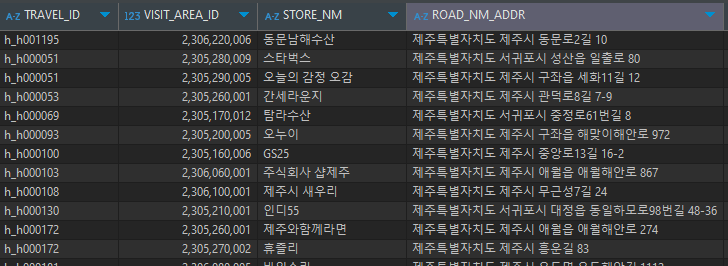 A-Z TRAVEL_ID 123 VISIT_AREA_ID A-Z STORE_NM A-Z ROAD_NM_ADDR
h_h001195 2,306,220,006 동문남해수산 제주특별자치도 제주시 동문로2길 10
h_h000051 2,305,280,009 스타벅스 제주특별자치도 서귀포시 성산읍 일출로 80
h_h000051 2,305,290,005 오늘의 감정 오감 제주특별자치도 제주시 구좌읍 세화11길 12
h_h000053 2,305,260,001 간세라운지 제주특별자치도 제주시 관덕로8길 7-9
h_h000069 2,305,170,012 탐라수산 제주특별자치도 서귀포시 중정로61번길 8
h_h000093 2,305,200,005 오누이 제주특별자치도 제주시 구좌읍 해맞이해안로 972
h_h000100 2,305,160,006 GS25 제주특별자치도 제주시 중앙로13길 16-2
h_h000103 2,306,060,001 주식회사 샵제주 제주특별자치도 제주시 애월읍 애월해안로 867
h_h000108 2,305,100,001 제주시 새우리 제주특별자치도 제주시 무근성7길 24
h_h000130 2,305,210,001 인디55 제주특별자치도 서귀포시 대정읍 동일하모로98번길 48-36
h_h000172 2,305,260,001 제주와함께라면 제주특별자치도 제주시 애월읍 애월해안로 274
h_h000172 2,305,270,002 휴쫄리 제주특별자치도 제주시 흥운길 83